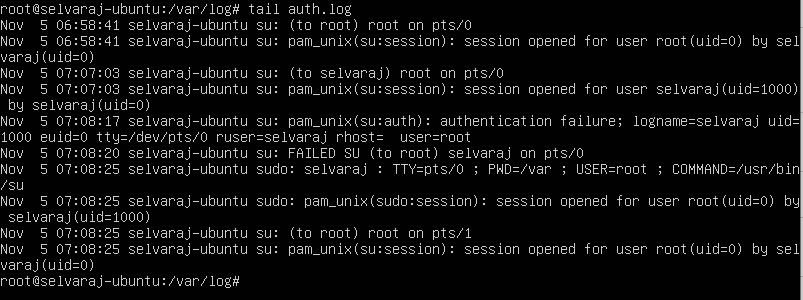 root@selvaraj-ubuntu:/var/log# tail auth.log
Nov  5 06:58:41 selvaraj-ubuntu su: (to root) root on pts/0
Nov  5 06:58:41 selvaraj-ubuntu su: pam_unix(su:session): session opened for user root(uid=0) by sel
varaj(uid=0)
Nov  5 07:07:03 selvaraj-ubuntu su: (to selvaraj) root on pts/0
Nov  5 07:07:03 selvaraj-ubuntu su: pam_unix(su:session): session opened for user selvaraj(uid=1000)
 by selvaraj(uid=0)
Nov  5 07:08:17 selvaraj-ubuntu su: pam_unix(su:auth): authentication failure; logname=selvaraj uid=
1000 euid=0 tty=/dev/pts/0 ruser=selvaraj rhost=  user=root
Nov  5 07:08:20 selvaraj-ubuntu su: FAILED SU (to root) selvaraj on pts/0
Nov  5 07:08:25 selvaraj-ubuntu sudo: selvaraj : TTY=pts/0 ; PWD=/var ; USER=root ; COMMAND=/usr/bin
/su
Nov  5 07:08:25 selvaraj-ubuntu sudo: pam_unix(sudo:session): session opened for user root(uid=0) by
 selvaraj(uid=1000)
Nov  5 07:08:25 selvaraj-ubuntu su: (to root) root on pts/1
Nov  5 07:08:25 selvaraj-ubuntu su: pam_unix(su:session): session opened for user root(uid=0) by sel
varaj(uid=0)
root@selvaraj-ubuntu:/var/log#